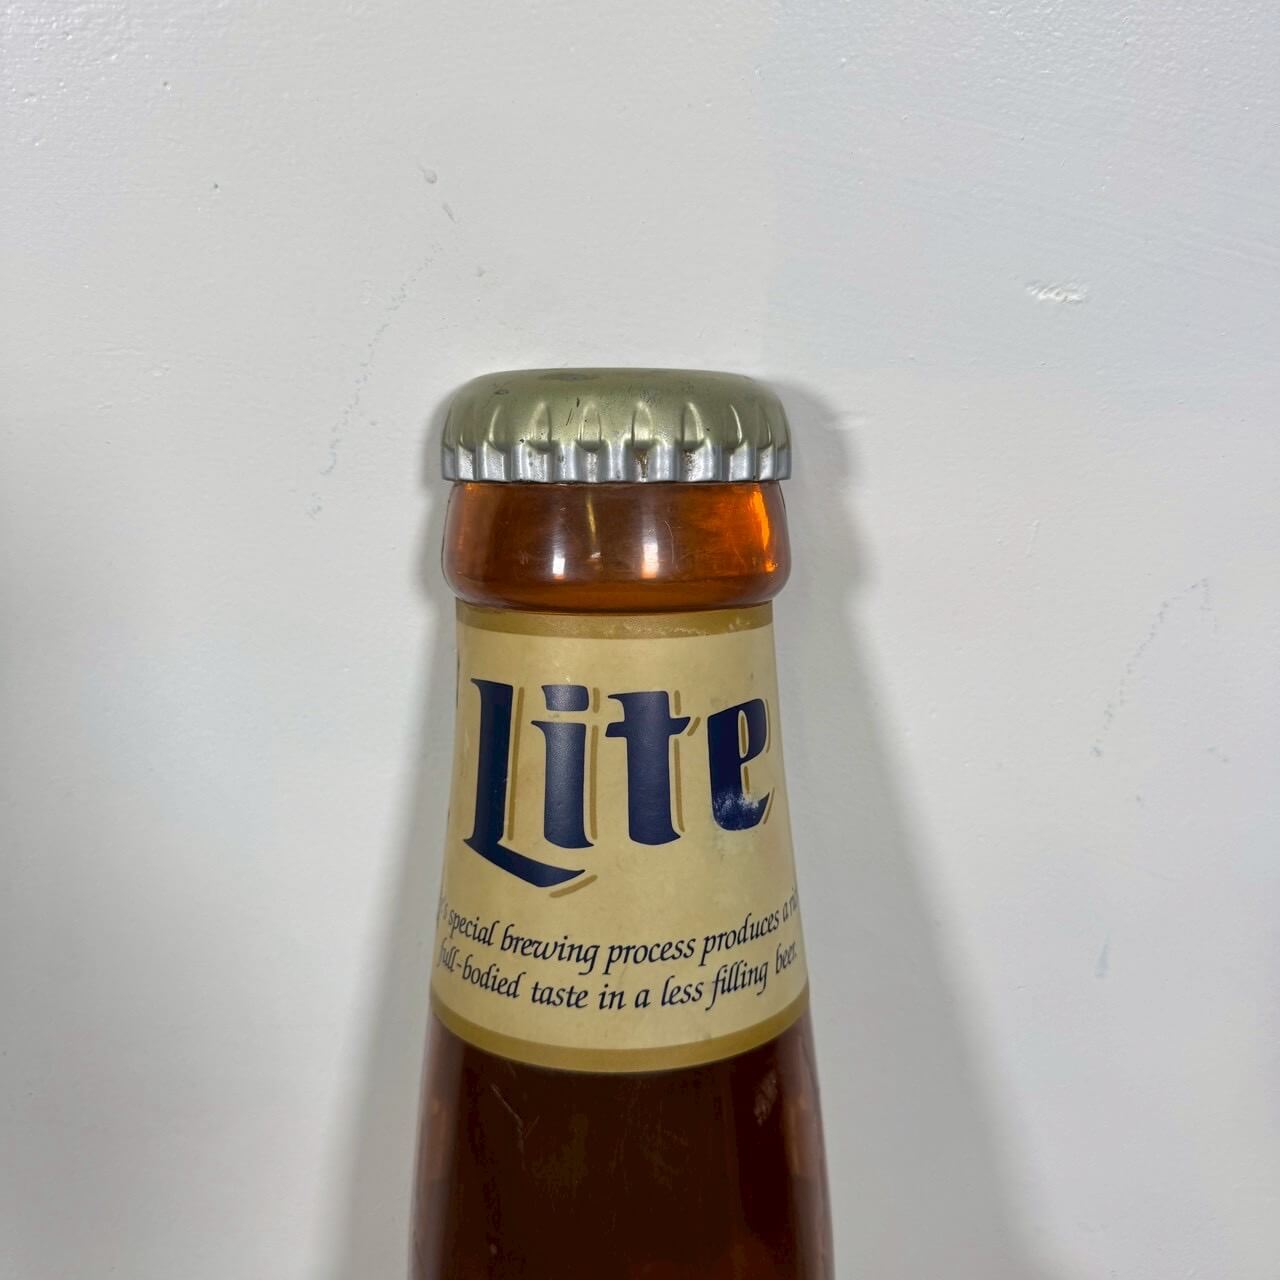 Lite
special brewing process produces a
full-bodied taste in a less filling beer.